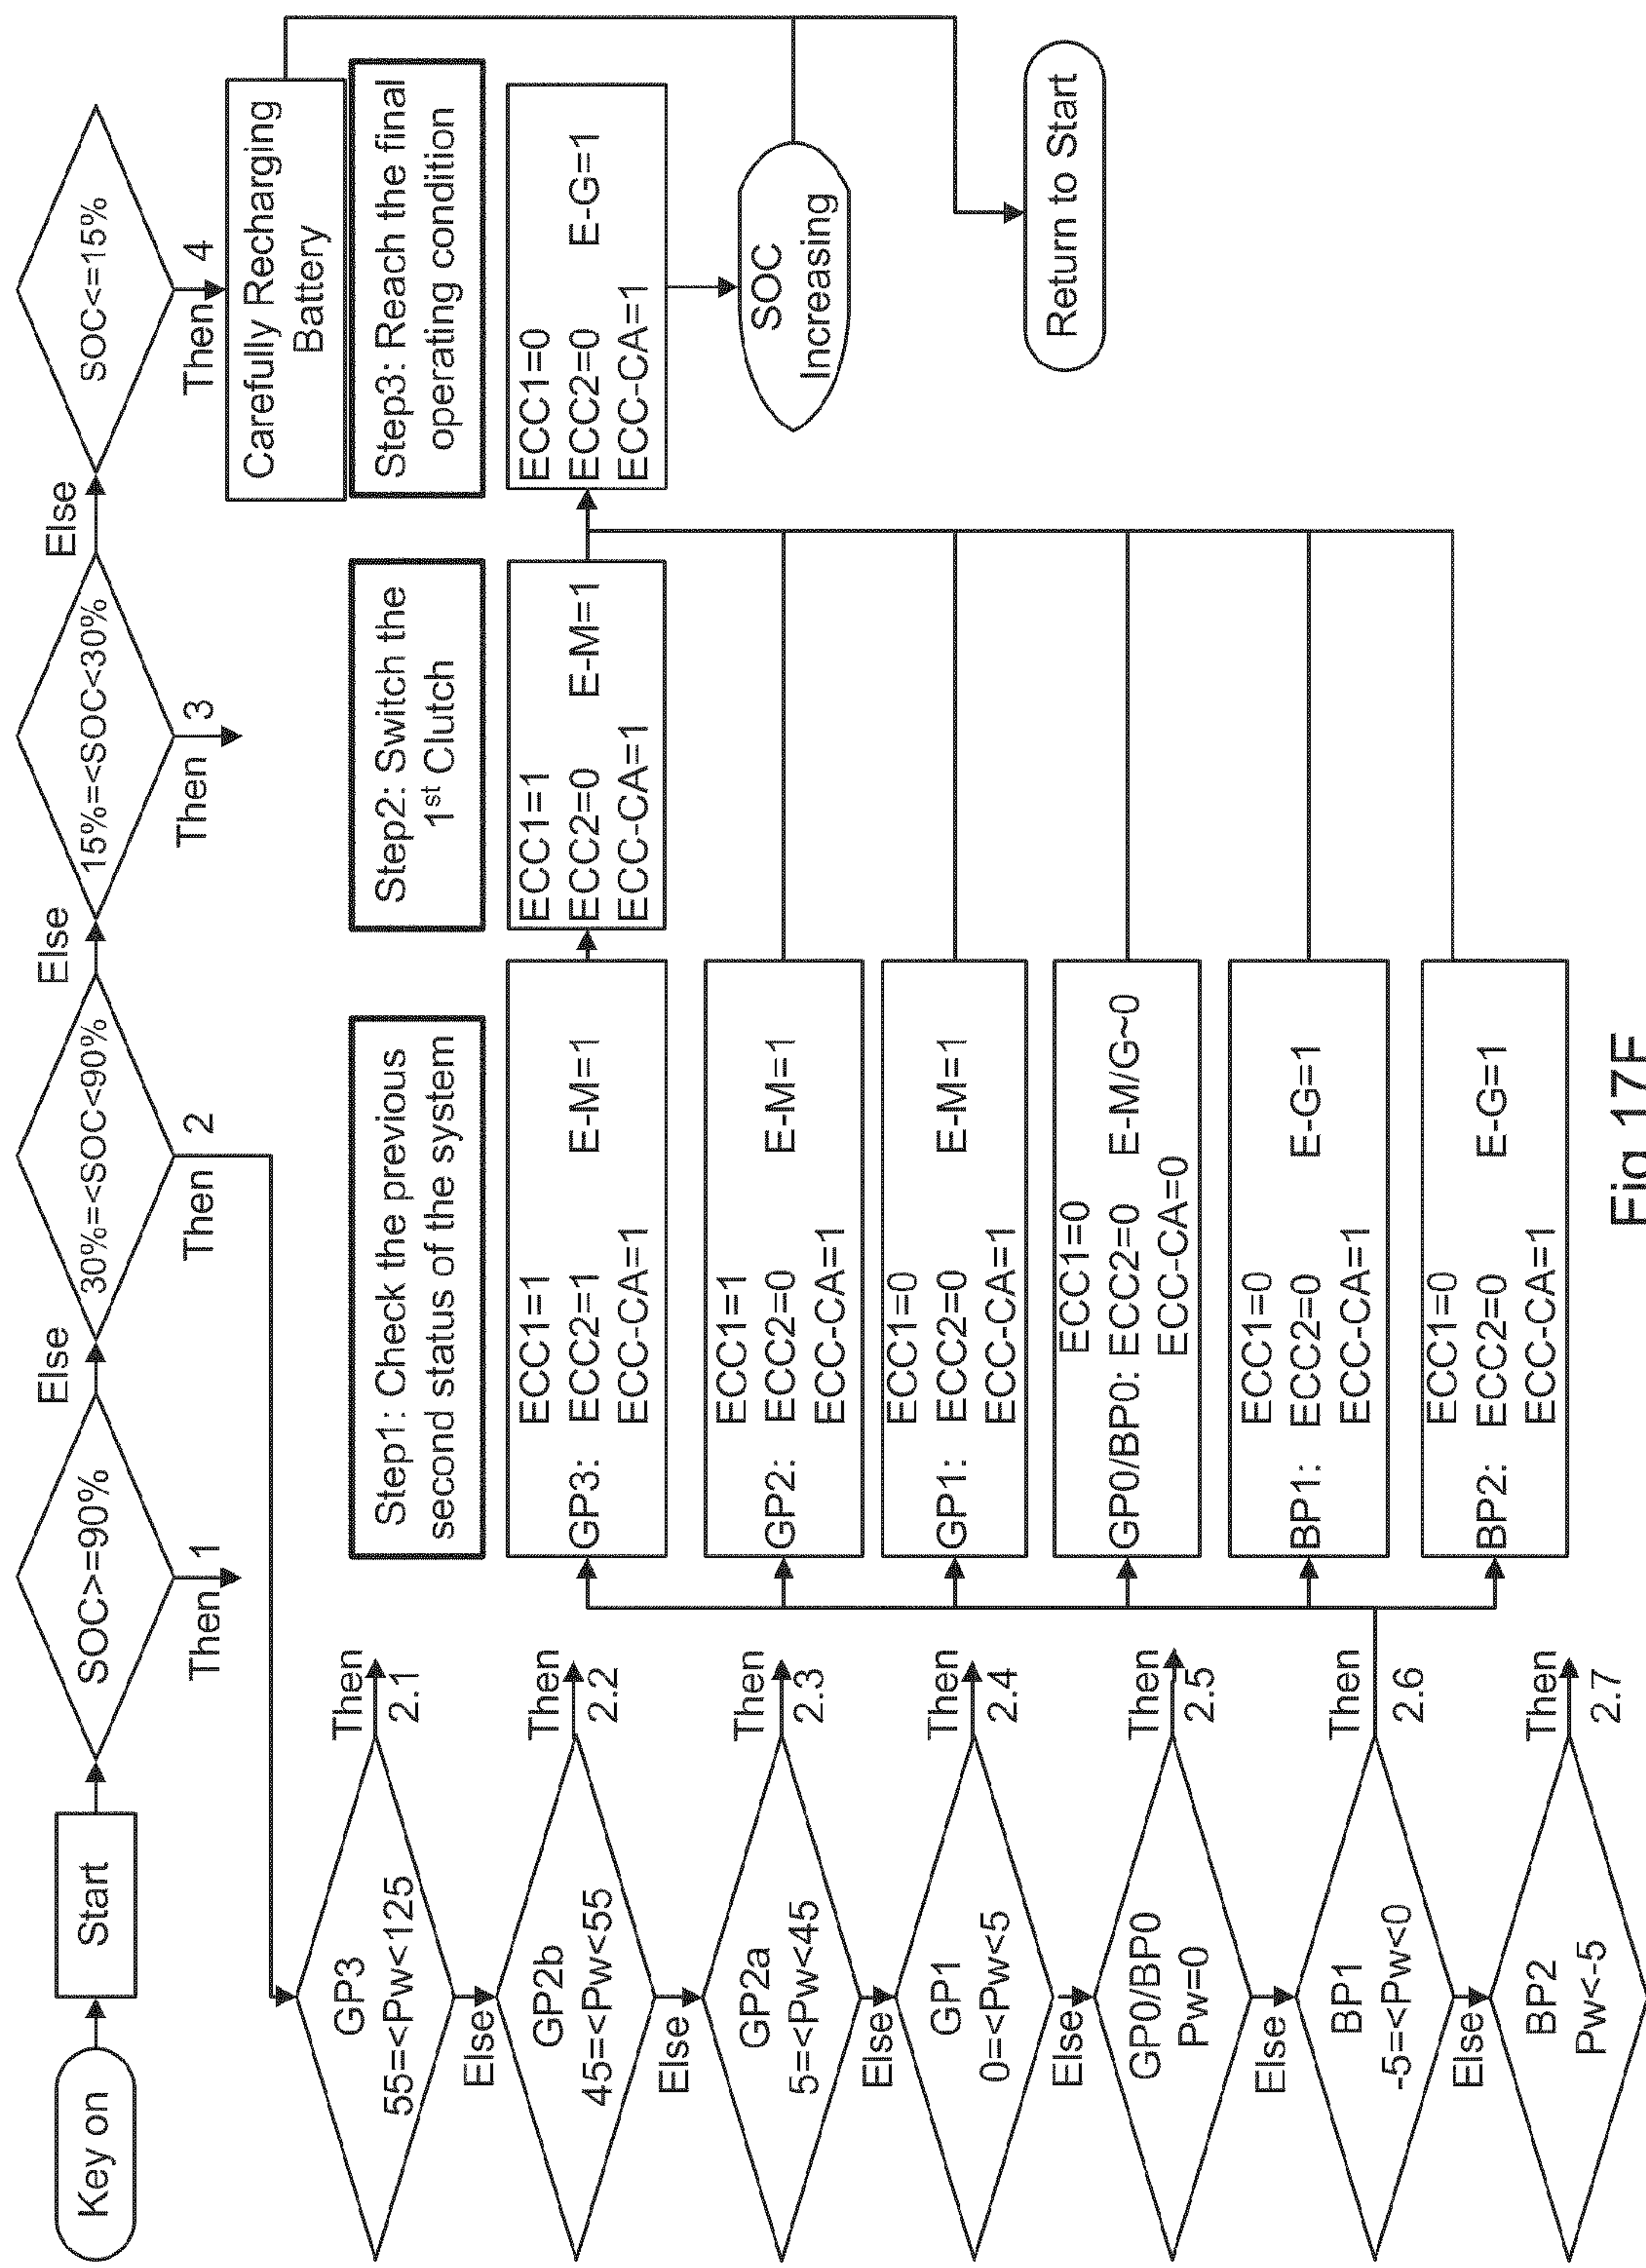 Key on
Start
SOC>=90%
Else
30%=<SOC<90%
Else
15%=<SOC<30%
Else
SOC<=15%
Then 1
Then 2
Then 3
Then 4
Carefully Recharging
Battery
GP3
55=<Pw<125
Then
2.1
Else
GP2b
45=<Pw<55
Then
2.2
Else
GP2a
5=<Pw<45
Then
2.3
Else
GP1
0=<Pw<5
Then
2.4
Else
GP0/BP0
Pw=0
Then
2.5
Else
BP1
-5=<Pw<0
Then
2.6
Else
BP2
Pw<-5
Then
2.7
Step1: Check the previous
second status of the system
ECC1=1
GP3: ECC2=1 E-M=1
ECC-CA=1
ECC1=1
GP2: ECC2=0 E-M=1
ECC-CA=1
ECC1=0
GP1: ECC2=0 E-M=1
ECC-CA=1
ECC1=0
GP0/BP0: ECC2=0 E-M/G~0
ECC-CA=0
ECC1=0
BP1: ECC2=0 E-G=1
ECC-CA=1
ECC1=0
BP2: ECC2=0 E-G=1
ECC-CA=1
Step2: Switch the
1st Clutch
ECC1=1
ECC2=0 E-M=1
ECC-CA=1
Step3: Reach the final
operating condition
ECC1=0
ECC2=0 E-G=1
ECC-CA=1
SOC
Increasing
Return to Start